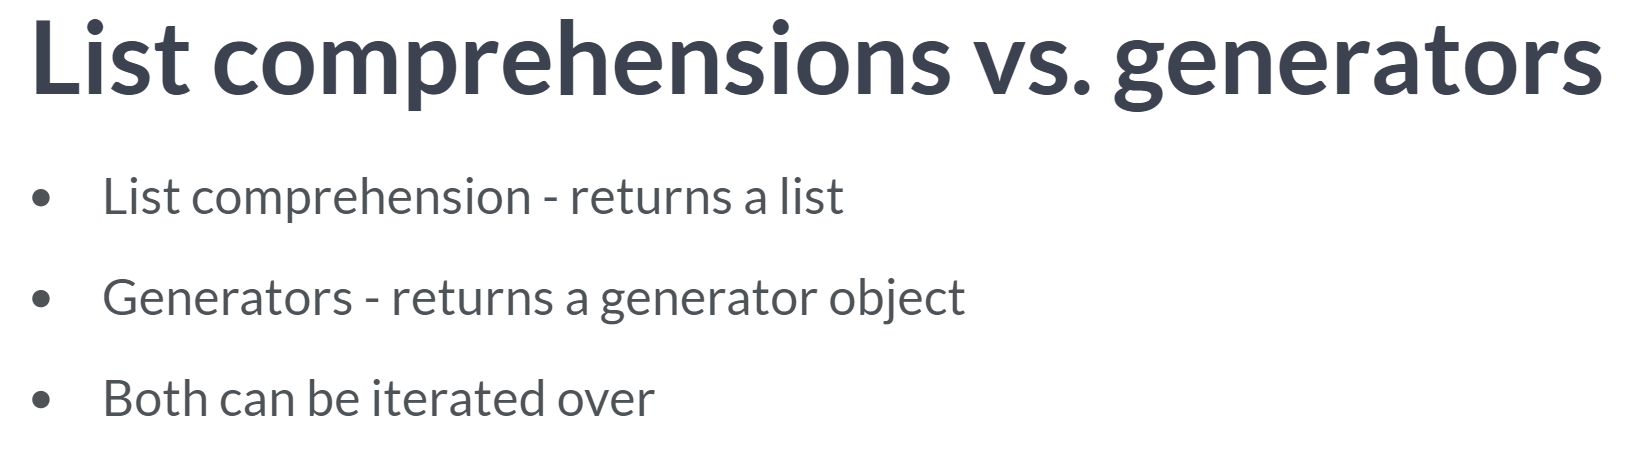 List comprehensions vs. generators
• List comprehension - returns a list
• Generators - returns a generator object
• Both can be iterated over